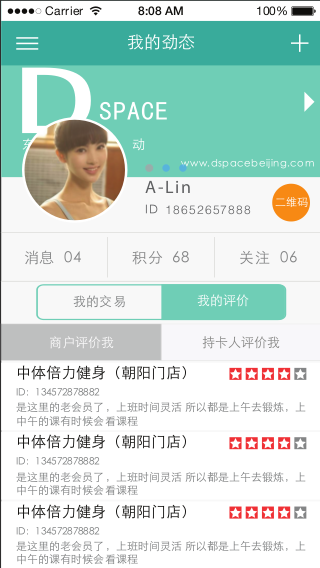 Carrier 8:08 AM 100%
我的劲态
D SPACE
动
www.dspacebeijing.com
A-Lin
ID 18652657888
二维码
消息 04 积分 68 关注 06
我的交易 我的评价
商户评价我 持卡人评价我
中体倍力健身（朝阳门店）
ID: 134572878882
是这里的老会员了，上班时间灵活 所以都是上午去锻炼，上
中午的课有时候会看课程
中体倍力健身（朝阳门店）
ID: 134572878882
是这里的老会员了，上班时间灵活 所以都是上午去锻炼，上
中午的课有时候会看课程
中体倍力健身（朝阳门店）
ID: 134572878882
是这里的老会员了，上班时间灵活 所以都是上午去锻炼，上
中午的课有时候会看课程